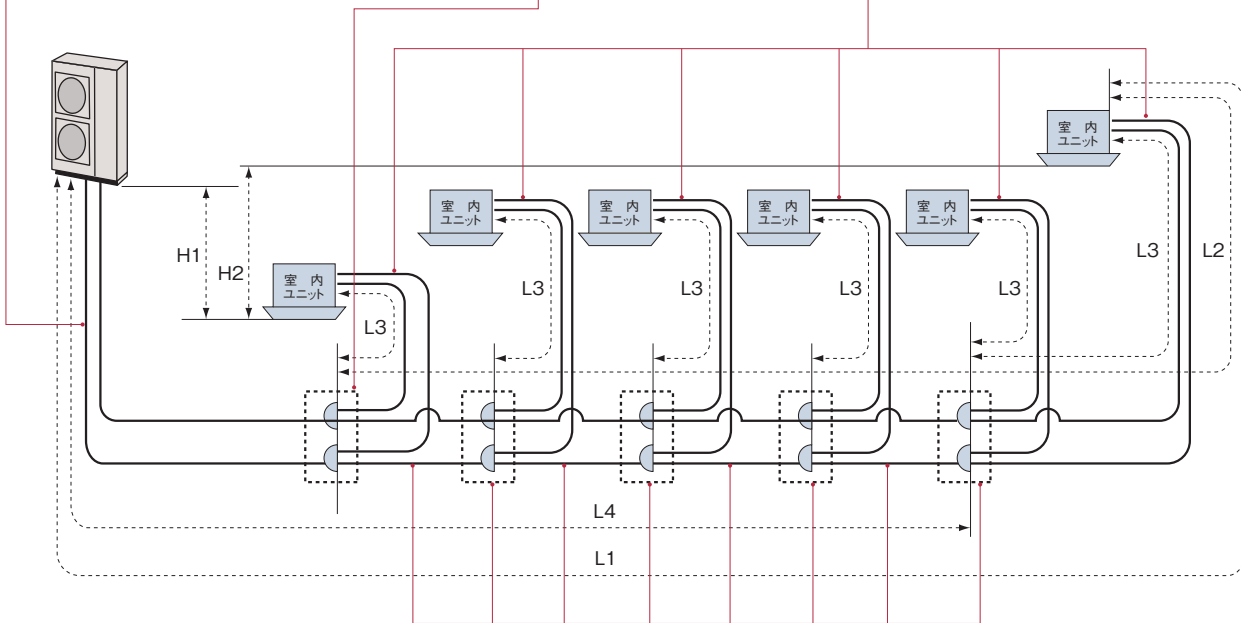 室 内
ユニット
室 内
ユニット
室 内
ユニット
室 内
ユニット
室 内
ユニット
H1
H2
L3
L2
室 内
ユニット
L3
L3
L3
L3
L3
L4
L1